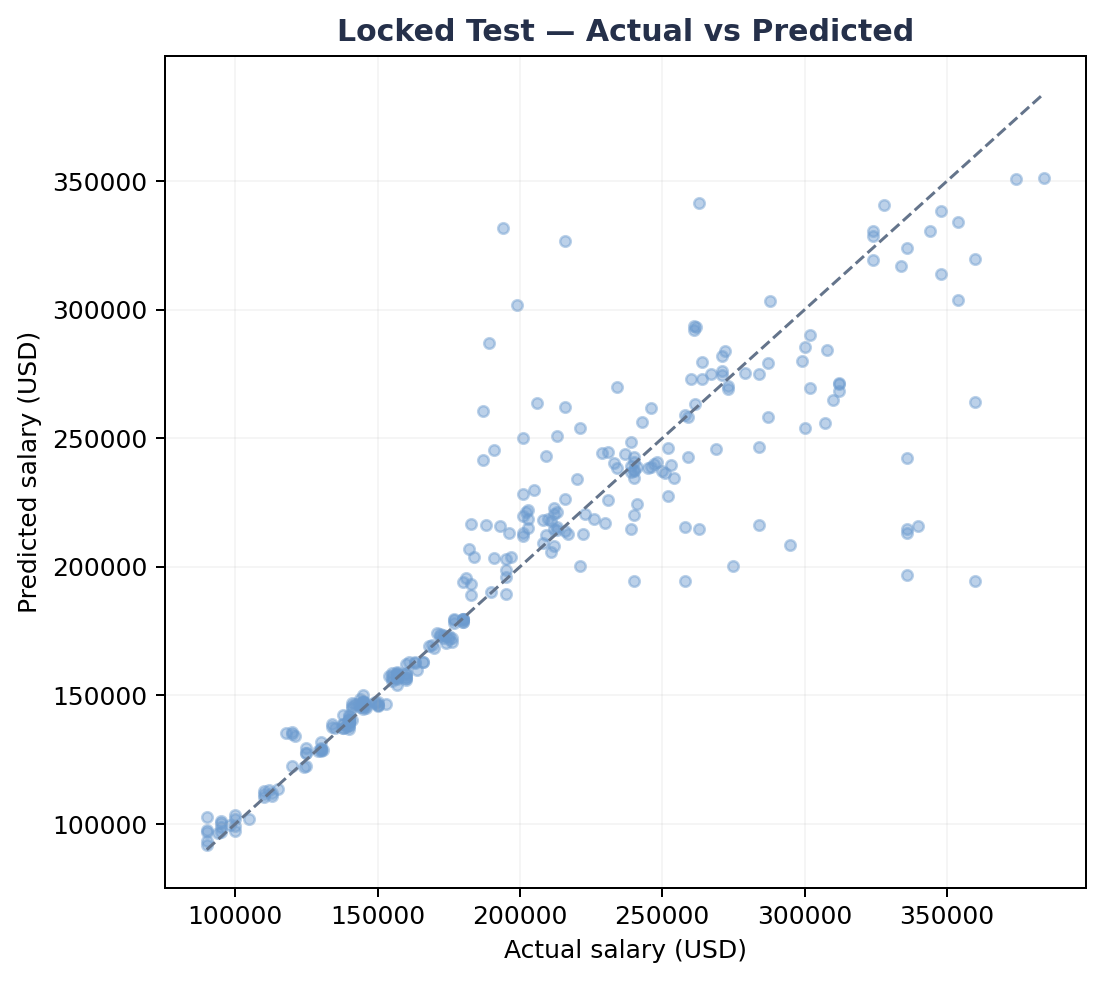 Locked Test — Actual vs Predicted
Predicted salary (USD)
350000
300000
250000
200000
150000
100000
100000 150000 200000 250000 300000 350000
Actual salary (USD)